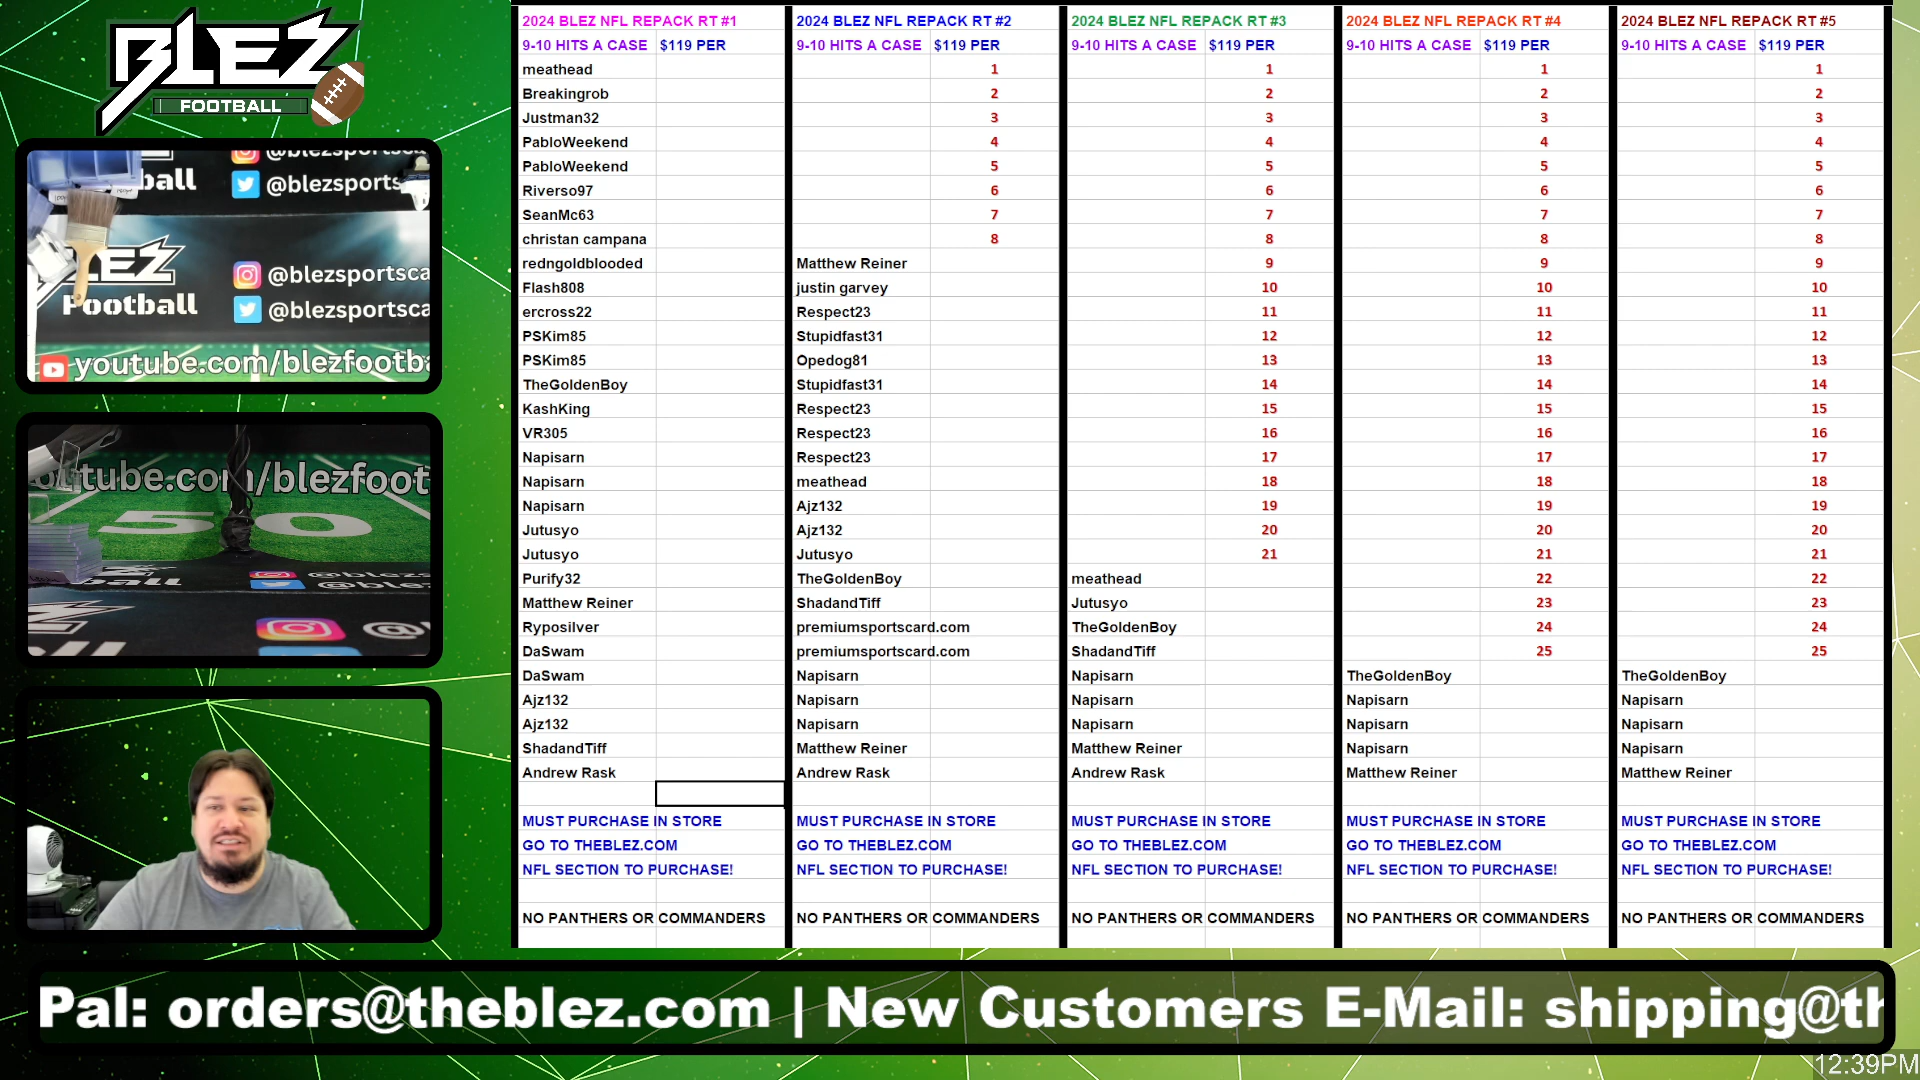 BLEZ
FOOTBALL
@blezsportsca
ball
@blezsports
BLEZ
Football
@blezsportsca
@blezsportsca
youtube.com/blezfootba
utube.com/blezfoot
50
2024 BLEZ NFL REPACK RT #1
9-10 HITS A CASE $119 PER
meathead
Breakingrob
Justman32
PabloWeekend
PabloWeekend
Riverso97
SeanMc63
christan campana
redngoldblooded
Flash808
ercross22
PSKim85
PSKim85
TheGoldenBoy
KashKing
VR305
Napisarn
Napisarn
Napisarn
Jutusyo
Jutusyo
Purify32
Matthew Reiner
Ryposilver
DaSwam
DaSwam
Ajz132
Ajz132
ShadandTiff
Andrew Rask
MUST PURCHASE IN STORE
GO TO THEBLEZ.COM
NFL SECTION TO PURCHASE!
NO PANTHERS OR COMMANDERS
2024 BLEZ NFL REPACK RT #2
9-10 HITS A CASE $119 PER
1
2
3
4
5
6
7
8
Matthew Reiner
justin garvey
Respect23
Stupidfast31
Opedog81
Stupidfast31
Respect23
Respect23
Respect23
meathead
Ajz132
Ajz132
Jutusyo
TheGoldenBoy
ShadandTiff
premiumsportscard.com
premiumsportscard.com
Napisarn
Napisarn
Napisarn
Matthew Reiner
Andrew Rask
MUST PURCHASE IN STORE
GO TO THEBLEZ.COM
NFL SECTION TO PURCHASE!
NO PANTHERS OR COMMANDERS
2024 BLEZ NFL REPACK RT #3
9-10 HITS A CASE $119 PER
1
2
3
4
5
6
7
8
9
10
11
12
13
14
15
16
17
18
19
20
21
meathead
Jutusyo
TheGoldenBoy
ShadandTiff
Napisarn
Napisarn
Napisarn
Matthew Reiner
Andrew Rask
MUST PURCHASE IN STORE
GO TO THEBLEZ.COM
NFL SECTION TO PURCHASE!
NO PANTHERS OR COMMANDERS
2024 BLEZ NFL REPACK RT #4
9-10 HITS A CASE $119 PER
1
2
3
4
5
6
7
8
9
10
11
12
13
14
15
16
17
18
19
20
21
22
23
24
25
TheGoldenBoy
Napisarn
Napisarn
Napisarn
Matthew Reiner
MUST PURCHASE IN STORE
GO TO THEBLEZ.COM
NFL SECTION TO PURCHASE!
NO PANTHERS OR COMMANDERS
2024 BLEZ NFL REPACK RT #5
9-10 HITS A CASE $119 PER
1
2
3
4
5
6
7
8
9
10
11
12
13
14
15
16
17
18
19
20
21
22
23
24
25
TheGoldenBoy
Napisarn
Napisarn
Napisarn
Matthew Reiner
MUST PURCHASE IN STORE
GO TO THEBLEZ.COM
NFL SECTION TO PURCHASE!
NO PANTHERS OR COMMANDERS
Pal: orders@theblez.com | New Customers E-Mail: shipping@th
12:39PM